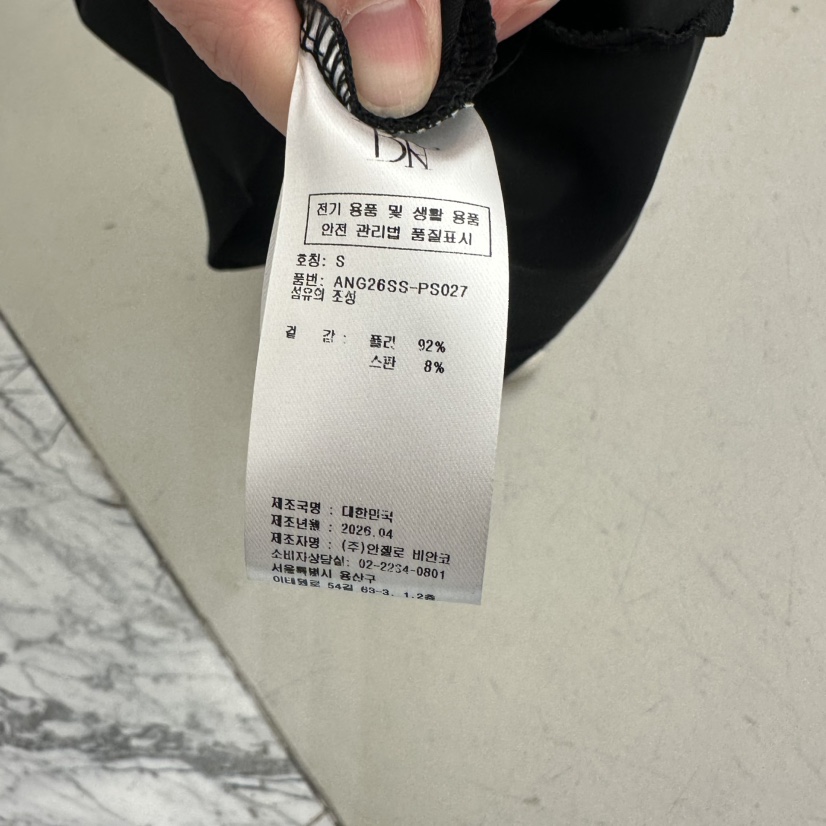 전기 용품 및 생활 용품
안전 관리법 품질표시
호칭: S
품번: ANG26SS-PS027
섬유의 조성
겉 감 : 폴리 92%
스판 8%
제조국명 : 대한민국
제조년월 : 2026.04
제조자명 : (주)안젤로 비안코
소비자상담실: 02-2234-0801
서울특별시 용산구
이태원로 54길 63-3, 1,2층